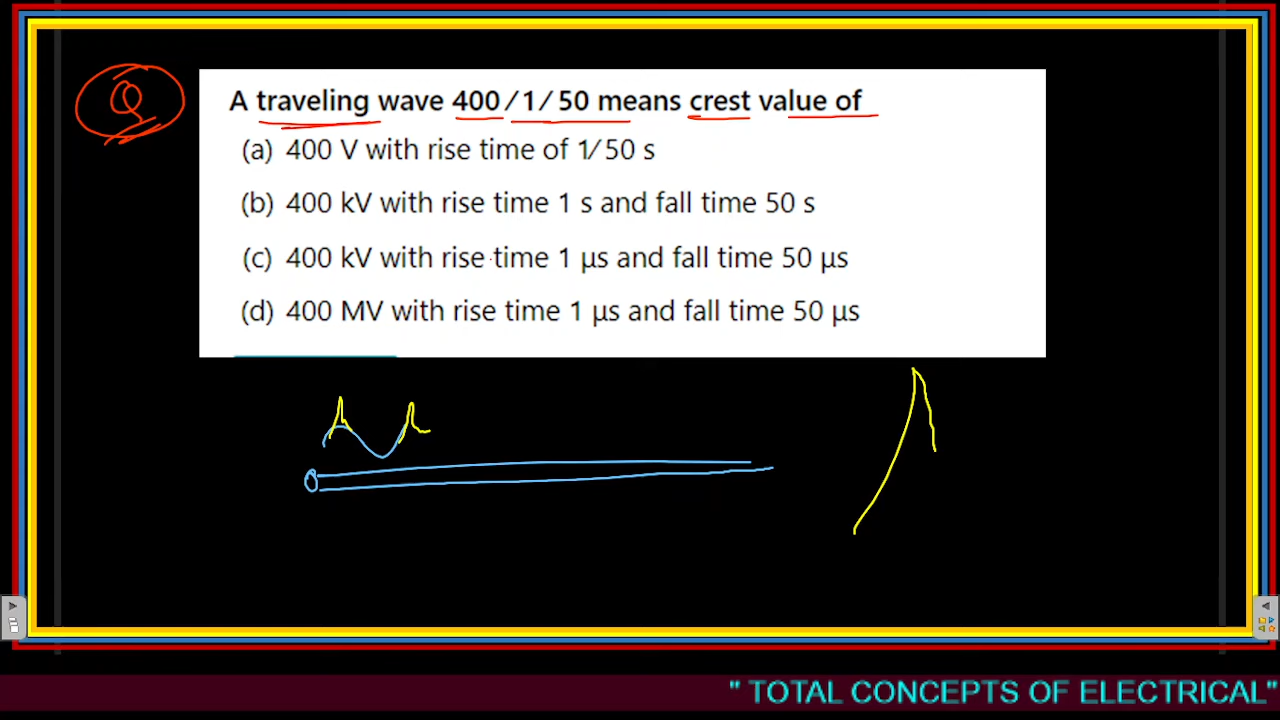 Q
A traveling wave 400/1/50 means crest value of
(a) 400 V with rise time of 1/50 s
(b) 400 kV with rise time 1 s and fall time 50 s
(c) 400 kV with rise time 1 μs and fall time 50 μs
(d) 400 MV with rise time 1 μs and fall time 50 μs
" TOTAL CONCEPTS OF ELECTRICAL"